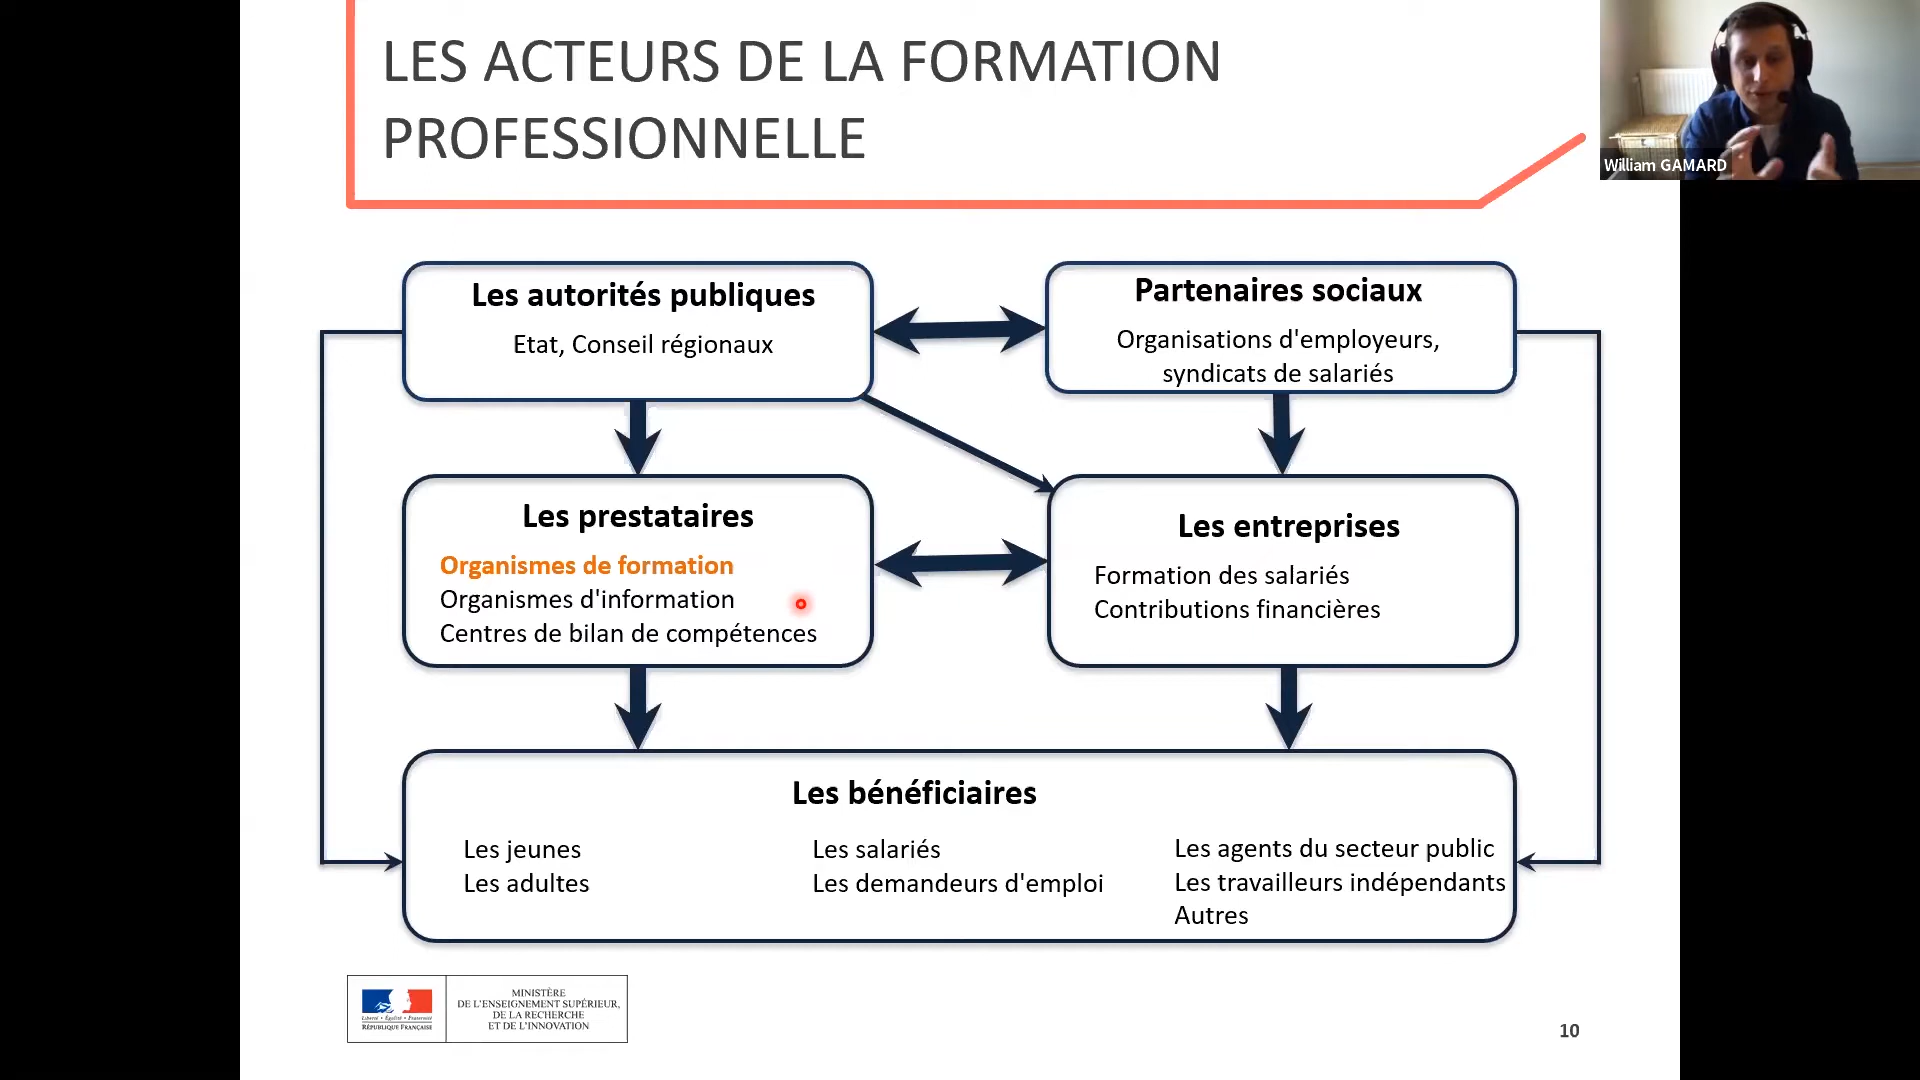 LES ACTEURS DE LA FORMATION
PROFESSIONNELLE
William GAMARD
Les autorités publiques
Etat, Conseil régionaux
Partenaires sociaux
Organisations d'employeurs,
syndicats de salariés
Les prestataires
Organismes de formation
Organismes d'information
Centres de bilan de compétences
Les entreprises
Formation des salariés
Contributions financières
Les bénéficiaires
Les jeunes
Les adultes
Les salariés
Les demandeurs d'emploi
Les agents du secteur public
Les travailleurs indépendants
Autres
Liberté • Égalité • Fraternité
RÉPUBLIQUE FRANÇAISE
MINISTÈRE
DE L'ENSEIGNEMENT SUPÉRIEUR,
DE LA RECHERCHE
ET DE L'INNOVATION
10